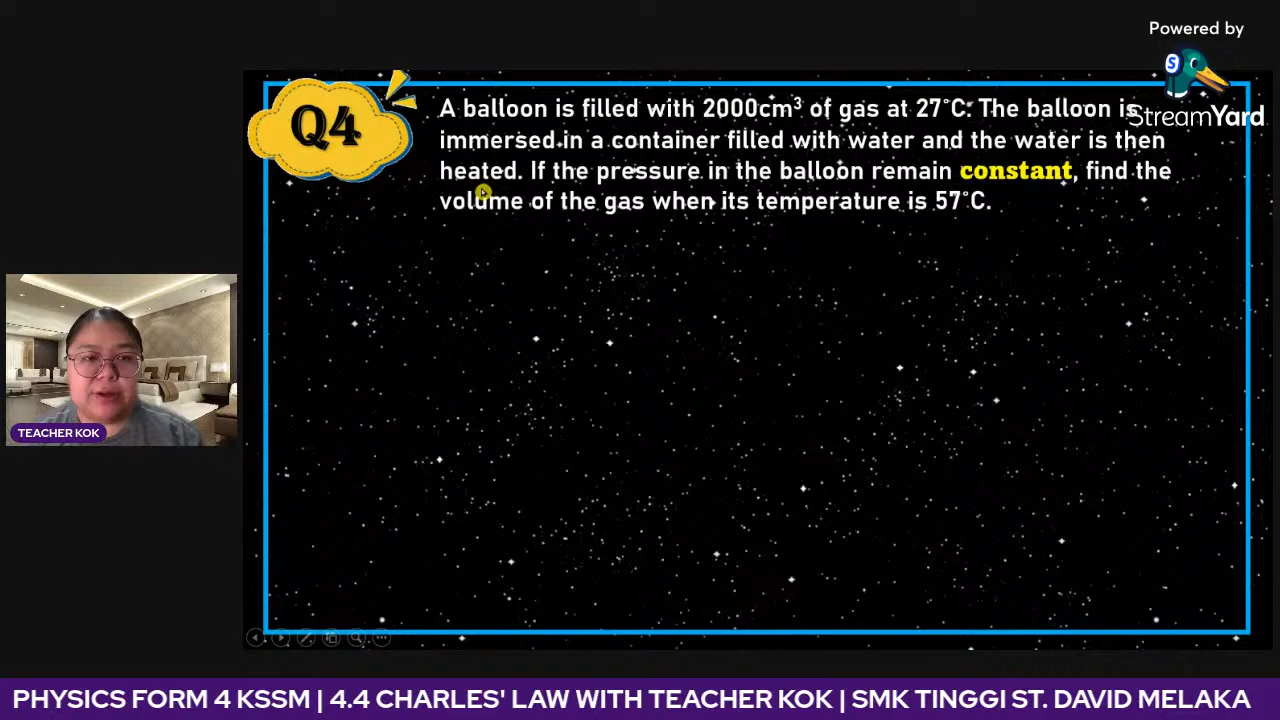 Powered by
StreamYard
Q4
A balloon is filled with 2000cm³ of gas at 27°C. The balloon is
immersed in a container filled with water and the water is then
heated. If the pressure in the balloon remain constant, find the
volume of the gas when its temperature is 57°C.
TEACHER KOK
PHYSICS FORM 4 KSSM | 4.4 CHARLES' LAW WITH TEACHER KOK | SMK TINGGI ST. DAVID MELAKA